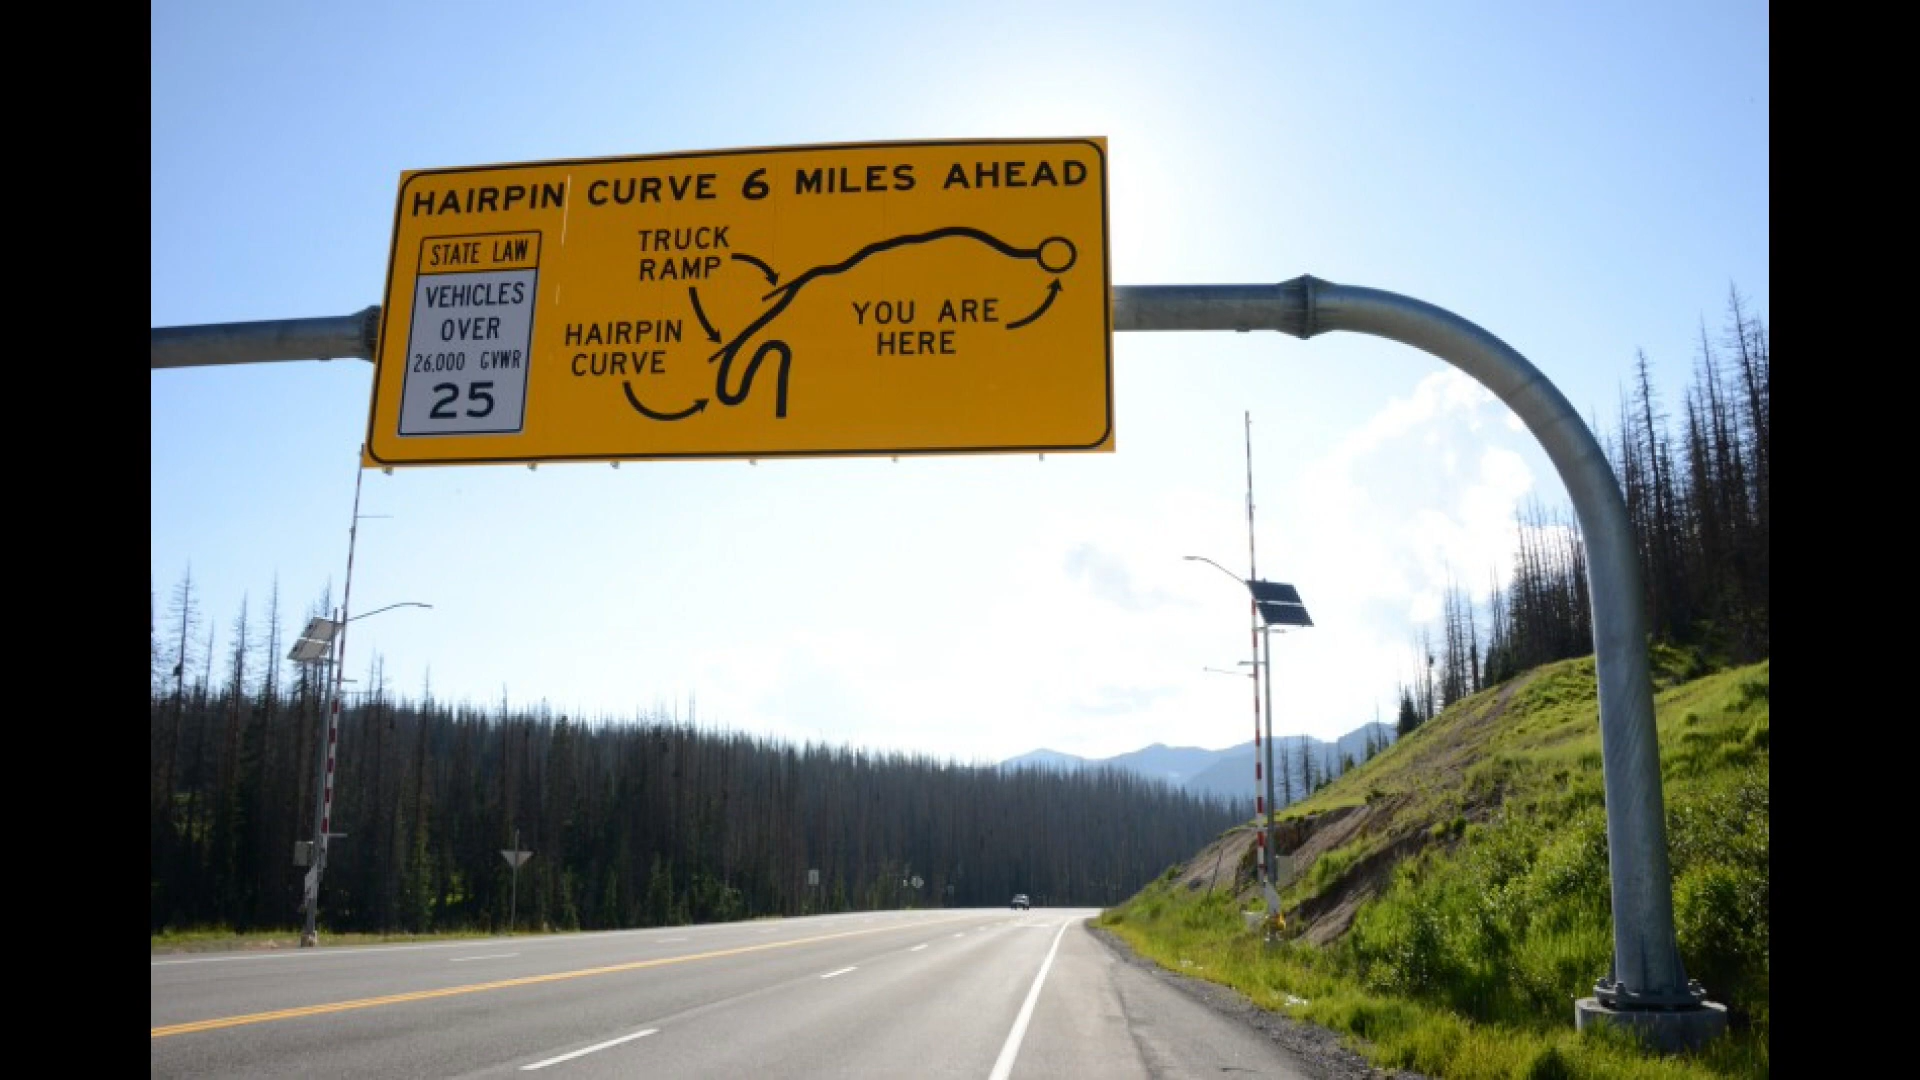 HAIRPIN CURVE 6 MILES AHEAD
STATE LAW
VEHICLES
OVER
26,000 GVWR
25
TRUCK
RAMP
HAIRPIN
CURVE
YOU ARE
HERE